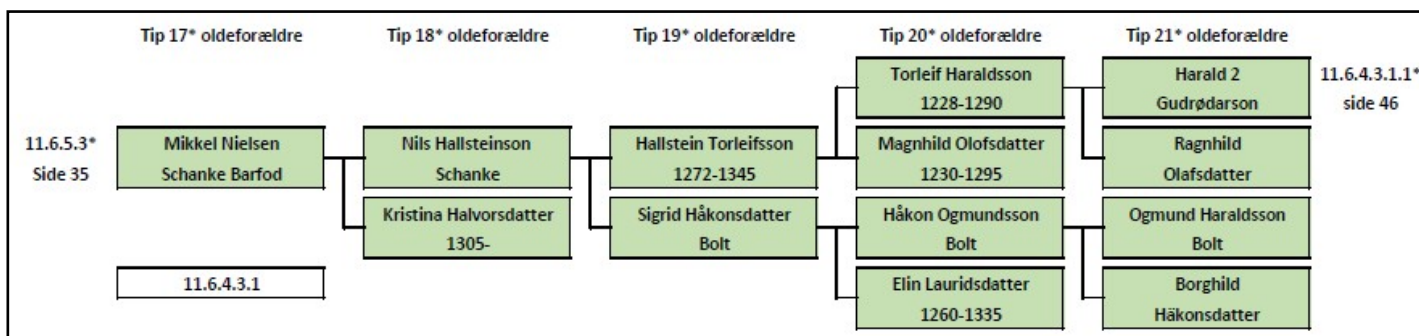 Tip 17* oldeforældre
Tip 18* oldeforældre
Tip 19* oldeforældre
Tip 20* oldeforældre
Tip 21* oldeforældre
11.6.5.3*
Side 35
Mikkel Nielsen
Schanke Barfod
11.6.4.3.1
Nils Hallsteinson
Schanke
Kristina Halvorsdatter
1305-
Hallstein Torleifsson
1272-1345
Sigrid Håkonsdatter
Bolt
Torleif Haraldsson
1228-1290
Magnhild Olofsdatter
1230-1295
Håkon Ogmundsson
Bolt
Elin Lauridsdatter
1260-1335
Harald 2
Gudrødarson
Ragnhild
Olafsdatter
Ogmund Haraldsson
Bolt
Borghild
Häkonsdatter
11.6.4.3.1.1*
side 46